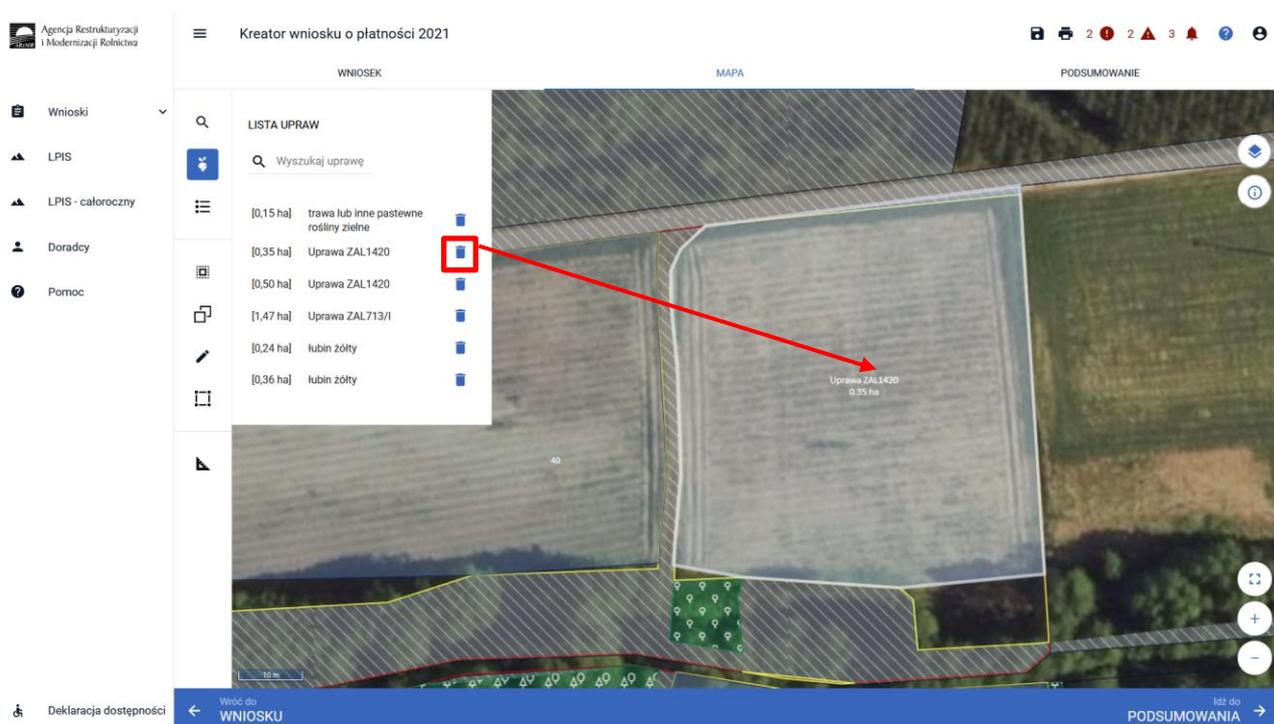 Agencja Restrukturyzacji
i Modernizacji Rolnictwa
ARiMR
Kreator wniosku o płatności 2021
2
2
3
WNIOSEK
MAPA
PODSUMOWANIE
Wnioski
LPIS
LPIS - całoroczny
Doradcy
Pomoc
LISTA UPRAW
Wyszukaj uprawę
[0,15 ha] trawa lub inne pastewne
rośliny zielne
[0,35 ha] Uprawa ZAL1420
[0,50 ha] Uprawa ZAL1420
[1,47 ha] Uprawa ZAL713/I
[0,24 ha] łubin żółty
[0,36 ha] łubin żółty
Uprawa ZAL1420
0.35 ha
40
10 m
Deklaracja dostępności
Wróć do
WNIOSKU
Idź do
PODSUMOWANIA